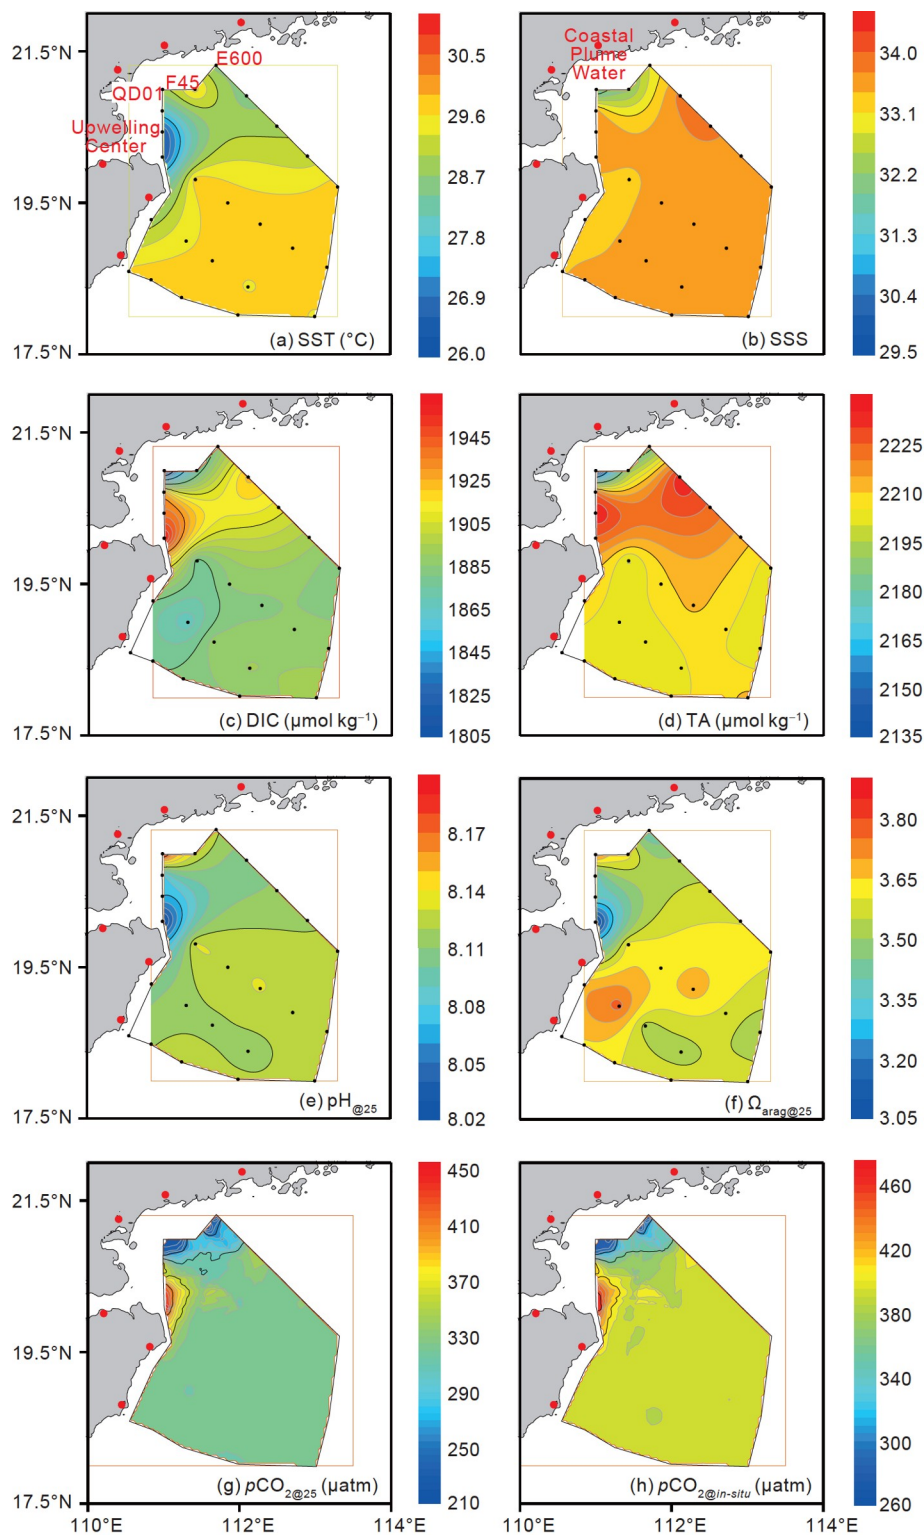 21.5°N
19.5°N
17.5°N
E600
F45
QD01
Upwelling
Center
(a) SST (°C)
30.5
29.6
28.7
27.8
26.9
26.0
Coastal
Plume
Water
(b) SSS
34.0
33.1
32.2
31.3
30.4
29.5
21.5°N
19.5°N
17.5°N
(c) DIC (μmol kg⁻¹)
1945
1925
1905
1885
1865
1845
1825
1805
(d) TA (μmol kg⁻¹)
2225
2210
2195
2180
2165
2150
2135
21.5°N
19.5°N
17.5°N
(e) pH@25
8.17
8.14
8.11
8.08
8.05
8.02
(f) Ωarag@25
3.80
3.65
3.50
3.35
3.20
3.05
21.5°N
19.5°N
17.5°N
(g) pCO2@25 (μatm)
450
410
370
330
290
250
210
(h) pCO2@in-situ (μatm)
460
420
380
340
300
260
110°E
112°E
114°E
110°E
112°E
114°E